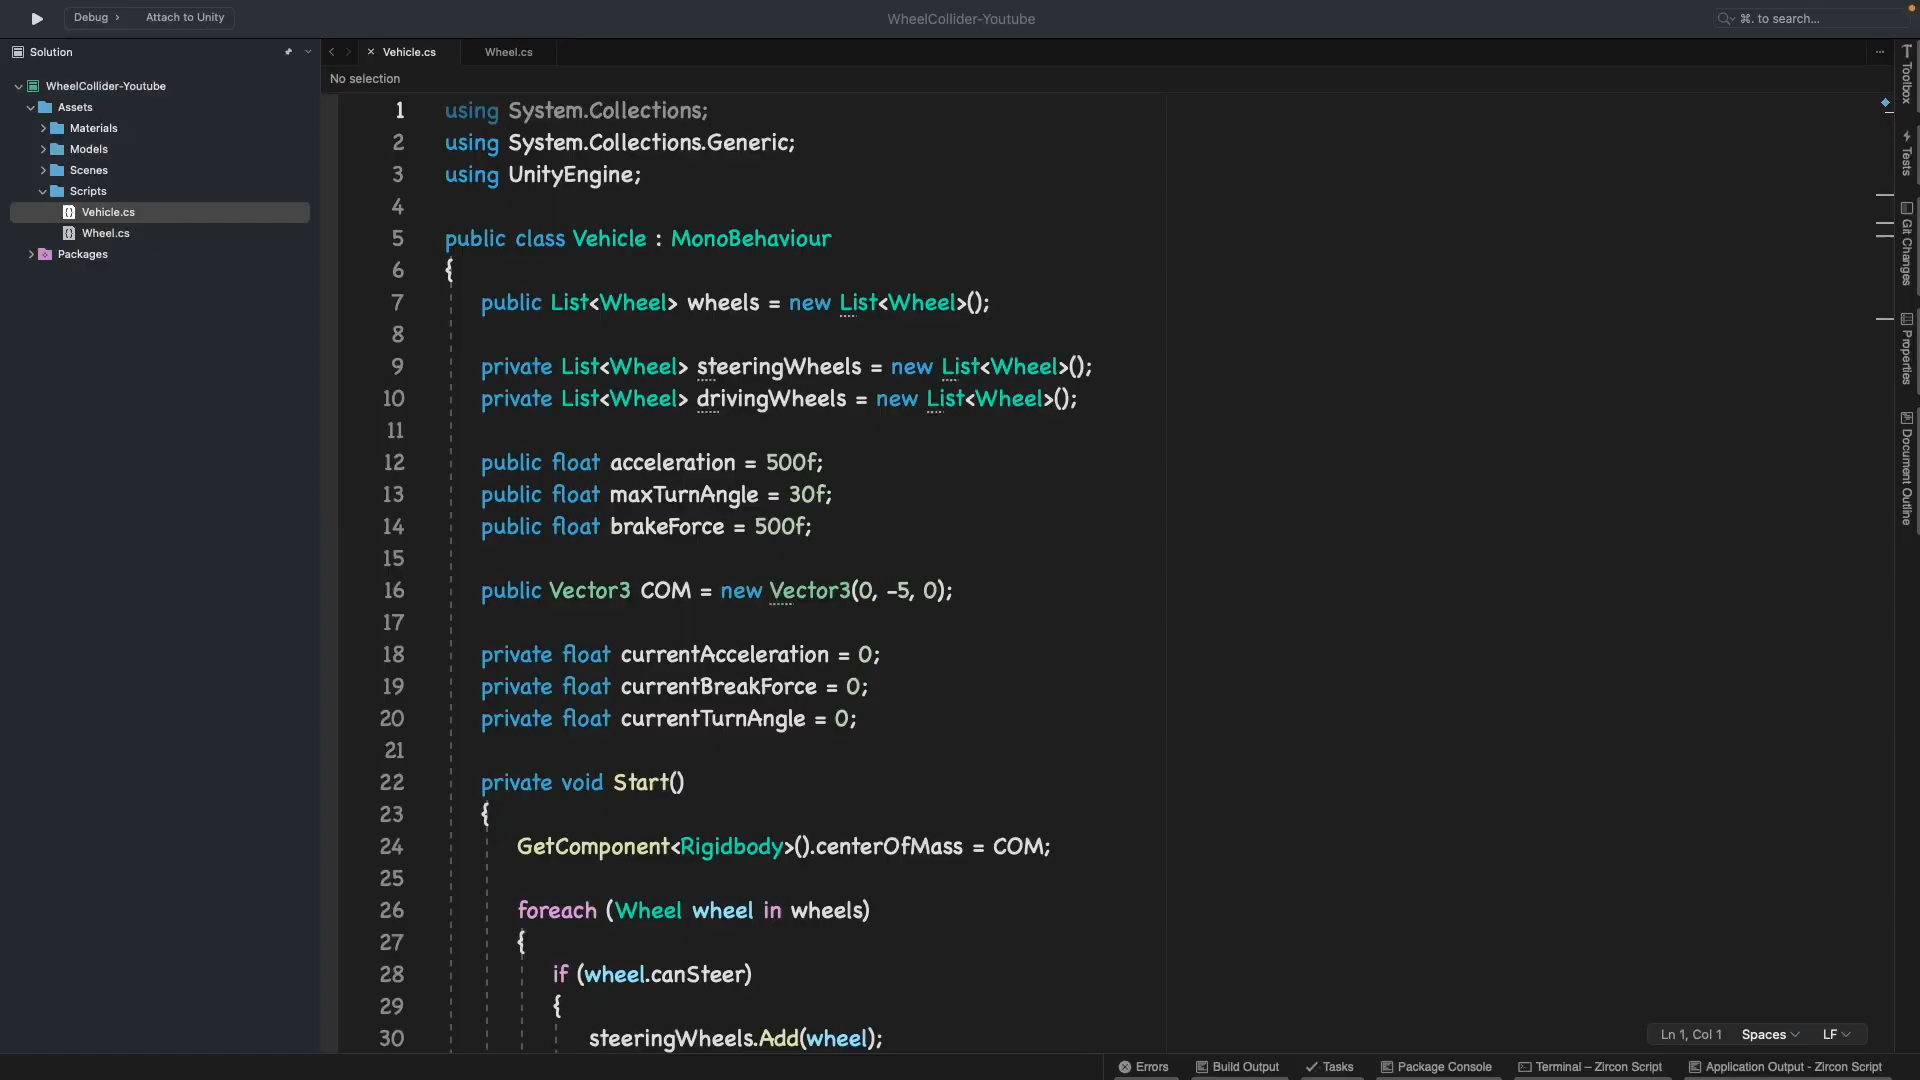 Debug › Attach to Unity
WheelCollider-Youtube
⌘. to search...
Solution
WheelCollider-Youtube
Assets
Materials
Models
Scenes
Scripts
Vehicle.cs
Wheel.cs
Packages
Vehicle.cs
Wheel.cs
No selection
1 using System.Collections;
2 using System.Collections.Generic;
3 using UnityEngine;
4
5 public class Vehicle : MonoBehaviour
6 {
7 public List<Wheel> wheels = new List<Wheel>();
8
9 private List<Wheel> steeringWheels = new List<Wheel>();
10 private List<Wheel> drivingWheels = new List<Wheel>();
11
12 public float acceleration = 500f;
13 public float maxTurnAngle = 30f;
14 public float brakeForce = 500f;
15
16 public Vector3 COM = new Vector3(0, -5, 0);
17
18 private float currentAcceleration = 0;
19 private float currentBreakForce = 0;
20 private float currentTurnAngle = 0;
21
22 private void Start()
23 {
24 GetComponent<Rigidbody>().centerOfMass = COM;
25
26 foreach (Wheel wheel in wheels)
27 {
28 if (wheel.canSteer)
29 {
30 steeringWheels.Add(wheel);
Toolbox
Tests
Git Changes
Properties
Document Outline
Ln 1, Col 1 Spaces LF
Errors
Build Output
Tasks
Package Console
Terminal – Zircon Script
Application Output - Zircon Script